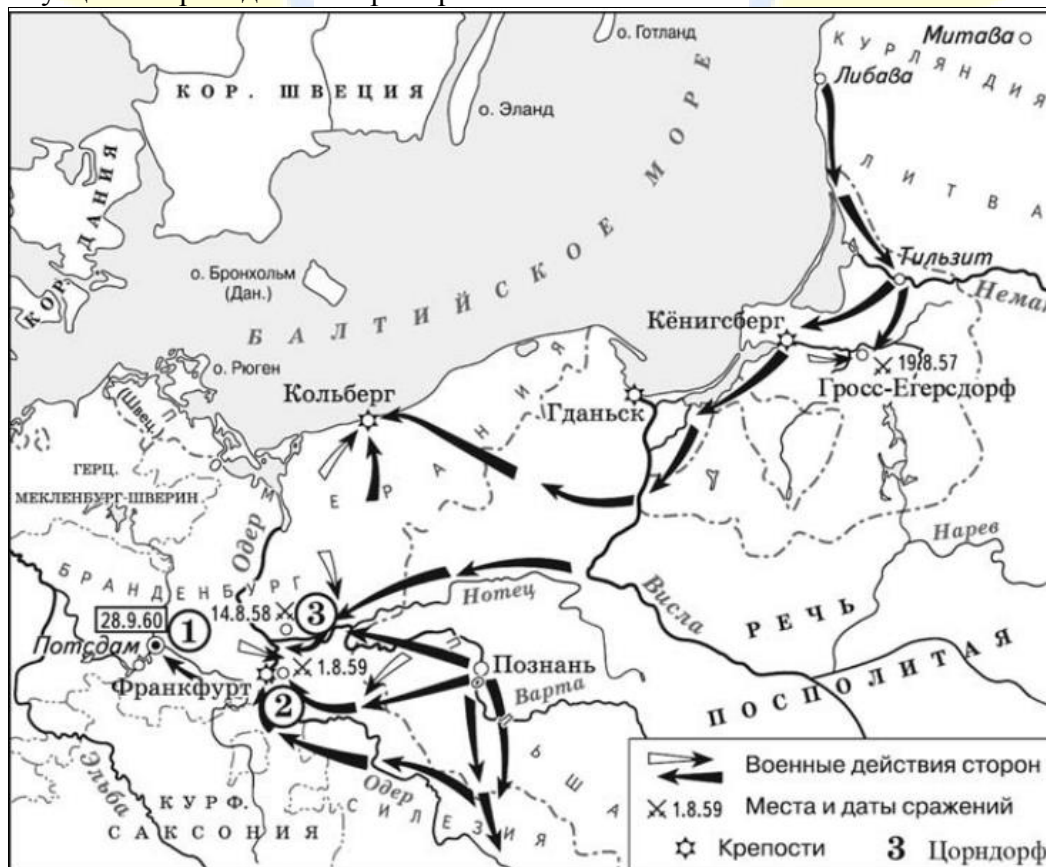 КУРЛЯНДИЯ
Митава
Либава
о. Готланд
КОР. ШВЕЦИЯ
о. Эланд
ЛИТВА
КОР. ДАНИЯ
БАЛТИЙСКОЕ МОРЕ
о. Бронхольм
(Дан.)
Тильзит
Неман
Кёнигсберг
19.8.57
Гросс-Егерсдорф
о. Рюген
(Швец.)
Кольберг
Гданьск
ПОМЕРАНИЯ
ГЕРЦ.
МЕКЛЕНБУРГ-ШВЕРИН
Одер
Нарев
БРАНДЕНБУРГ
Нотец
Висла
28.9.60
1
14.8.58
3
Потсдам
РЕЧЬ
ПОСПОЛИТАЯ
1.8.59
Познань
Франкфурт
Варта
2
ПОЛЬША
Эльба
Одер
КУРФ.
САКСОНИЯ
СИЛЕЗИЯ
Военные действия сторон
1.8.59 Места и даты сражений
Крепости
3 Цорндорф